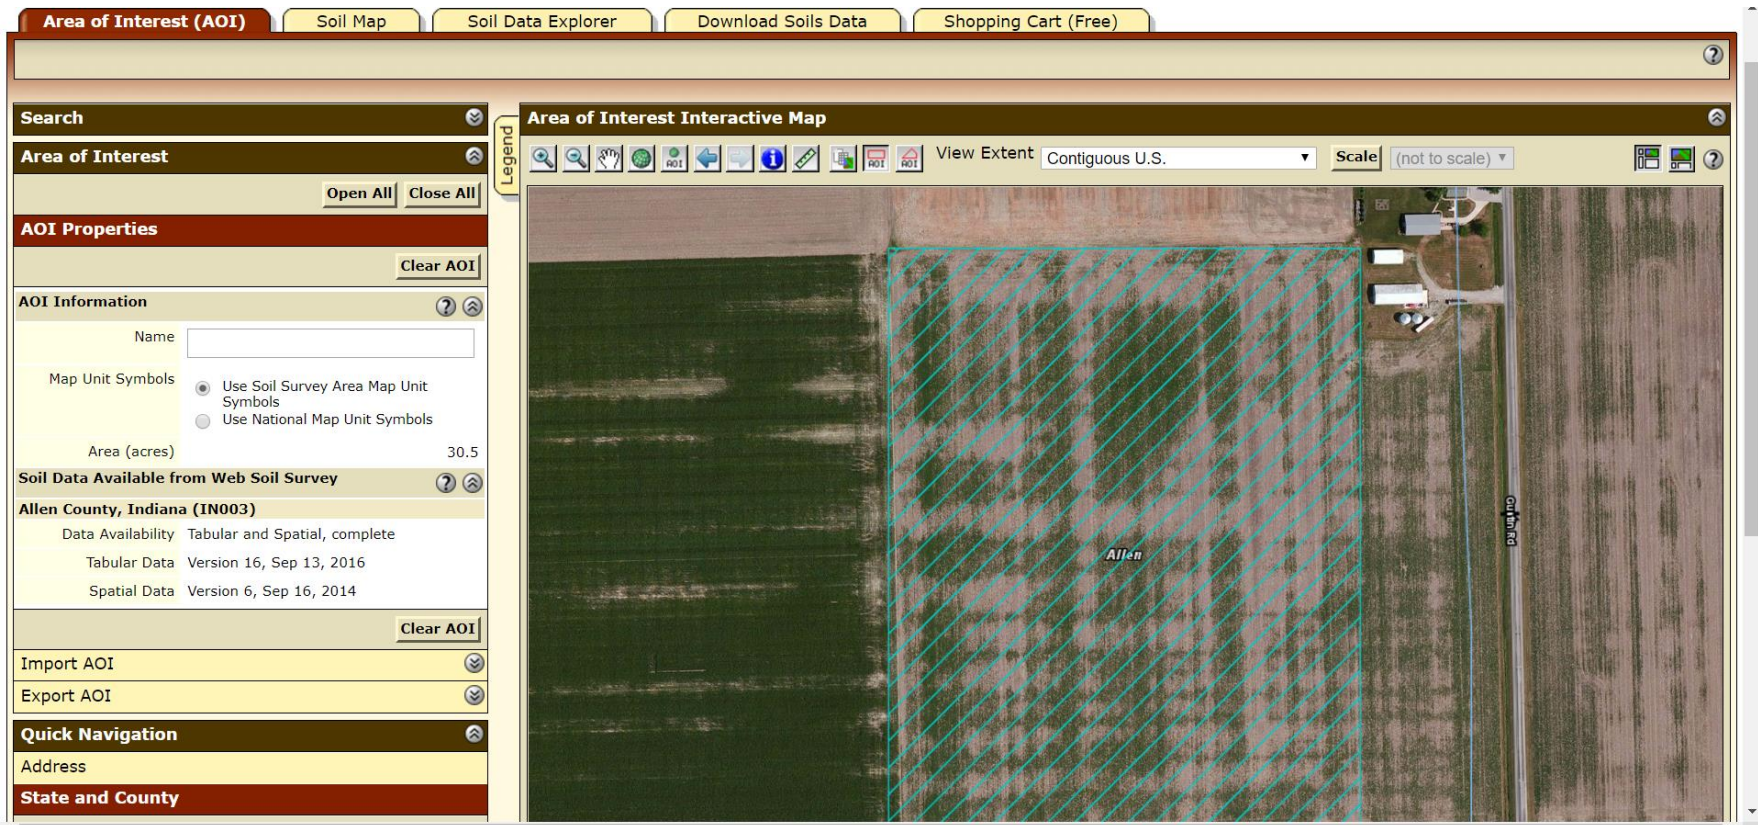 Area of Interest (AOI)
Soil Map
Soil Data Explorer
Download Soils Data
Shopping Cart (Free)
Search
Area of Interest
Open All
Close All
AOI Properties
Clear AOI
AOI Information
Name
Map Unit Symbols
Use Soil Survey Area Map Unit
Symbols
Use National Map Unit Symbols
Area (acres)
30.5
Soil Data Available from Web Soil Survey
Allen County, Indiana (IN003)
Data Availability
Tabular and Spatial, complete
Tabular Data
Version 16, Sep 13, 2016
Spatial Data
Version 6, Sep 16, 2014
Clear AOI
Import AOI
Export AOI
Quick Navigation
Address
State and County
Legend
Area of Interest Interactive Map
AOI
AOI
AOI
View Extent
Contiguous U.S.
Scale
(not to scale)
Allen